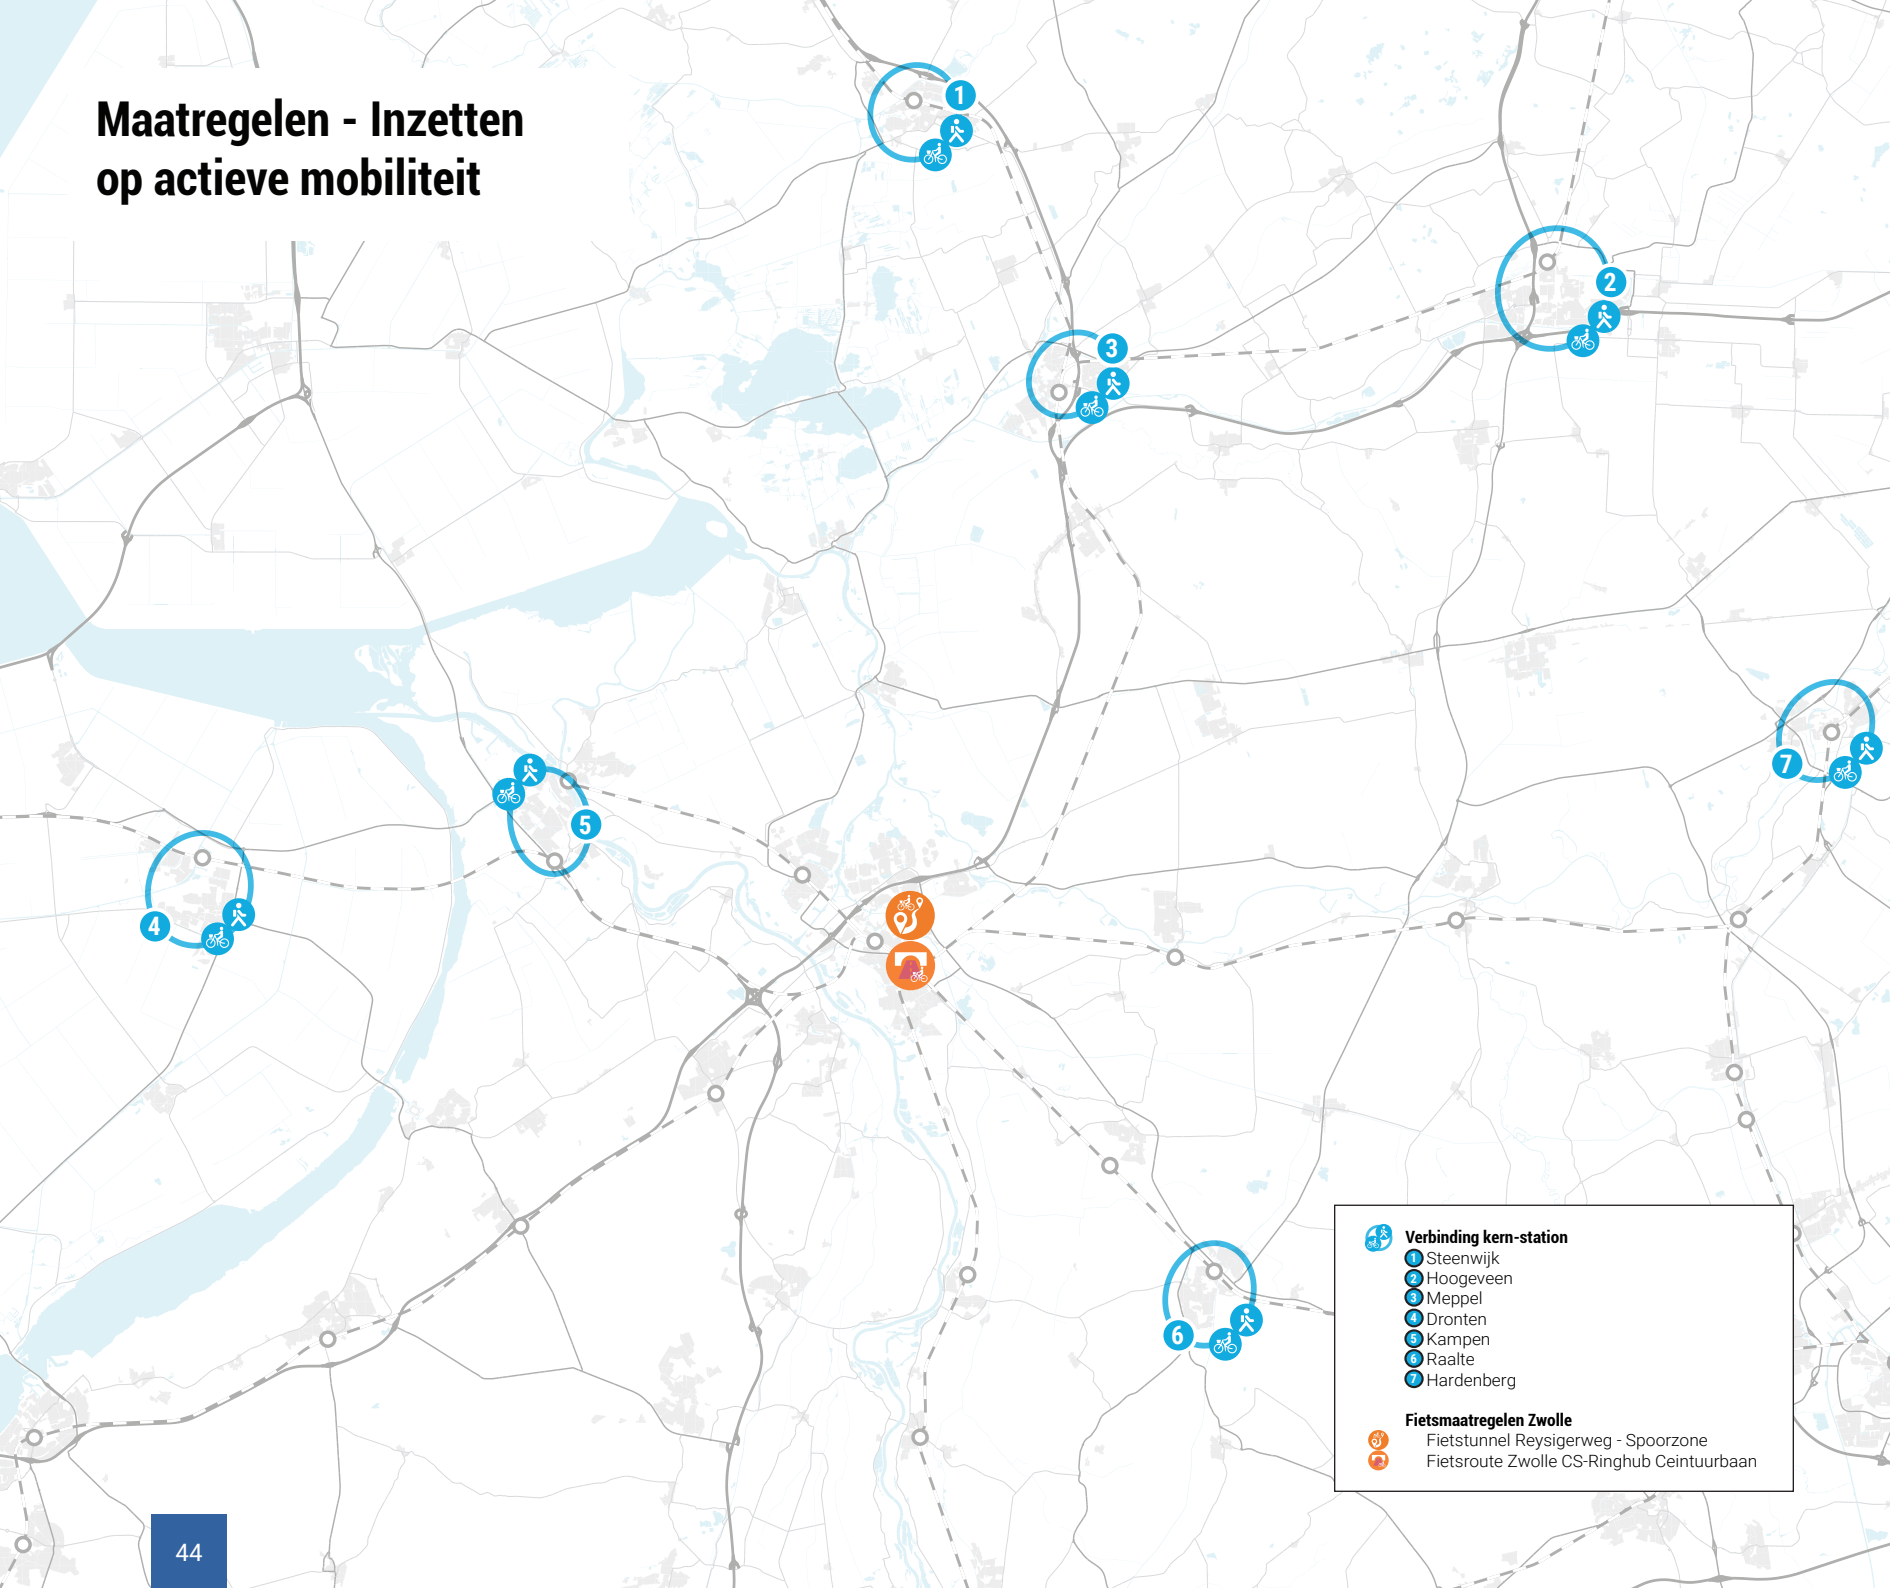 Maatregelen - Inzetten
op actieve mobiliteit
1
2
3
7
5
4
6
Verbinding kern-station
1 Steenwijk
2 Hoogeveen
3 Meppel
4 Dronten
5 Kampen
6 Raalte
7 Hardenberg
Fietsmaatregelen Zwolle
Fietstunnel Reysigerweg - Spoorzone
Fietsroute Zwolle CS-Ringhub Ceintuurbaan
44